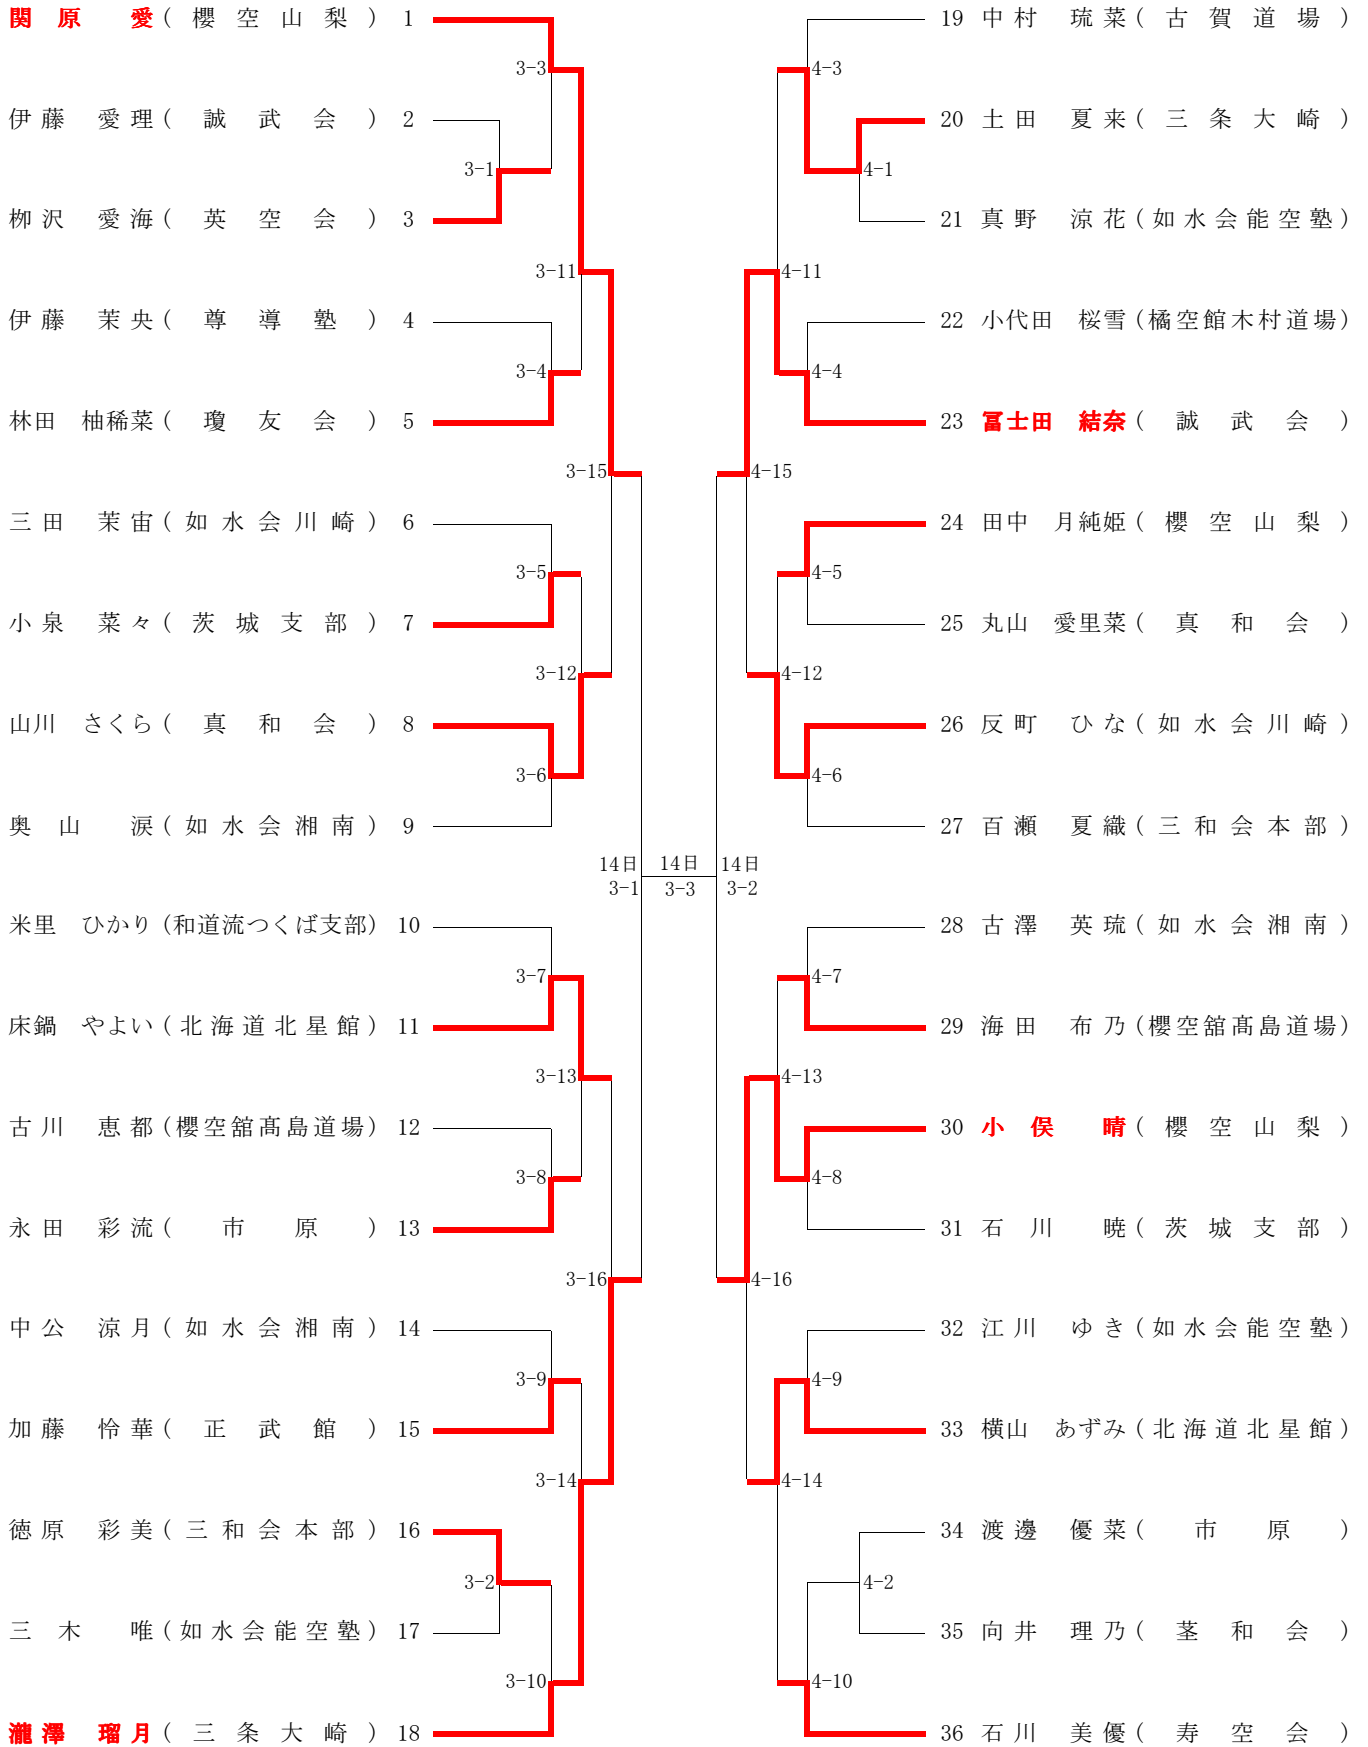 関原 愛(櫻空山梨) 1
3-3
伊藤 愛理(誠武会) 2
3-1
栁沢 愛海(英空会) 3
3-11
伊藤 茉央(尊導塾) 4
3-4
林田 柚稀菜(瓊友会) 5
3-15
三田 茉宙(如水会川崎) 6
3-5
小泉 菜々(茨城支部) 7
3-12
山川 さくら(真和会) 8
3-6
奥山 涙(如水会湘南) 9
14日 14日 14日
3-1 3-3 3-2
米里 ひかり(和道流つくば支部) 10
3-7
床鍋 やよい(北海道北星館) 11
3-13
古川 恵都(櫻空舘髙島道場) 12
3-8
永田 彩流(市原) 13
3-16
中公 涼月(如水会湘南) 14
3-9
加藤 怜華(正武館) 15
3-14
徳原 彩美(三和会本部) 16
3-2
三木 唯(如水会能空塾) 17
3-10
瀧澤 瑠月(三条大崎) 18
19 中村 琉菜(古賀道場)
4-3
20 土田 夏来(三条大崎)
4-1
21 真野 涼花(如水会能空塾)
4-11
22 小代田 桜雪(橘空館木村道場)
4-4
23 冨士田 結奈(誠武会)
4-15
24 田中 月純姫(櫻空山梨)
4-5
25 丸山 愛里菜(真和会)
4-12
26 反町 ひな(如水会川崎)
4-6
27 百瀬 夏織(三和会本部)
28 古澤 英琉(如水会湘南)
4-7
29 海田 布乃(櫻空舘髙島道場)
4-13
30 小俣 晴(櫻空山梨)
4-8
31 石川 暁(茨城支部)
4-16
32 江川 ゆき(如水会能空塾)
4-9
33 横山 あずみ(北海道北星館)
4-14
34 渡邊 優菜(市原)
4-2
35 向井 理乃(茎和会)
4-10
36 石川 美優(寿空会)